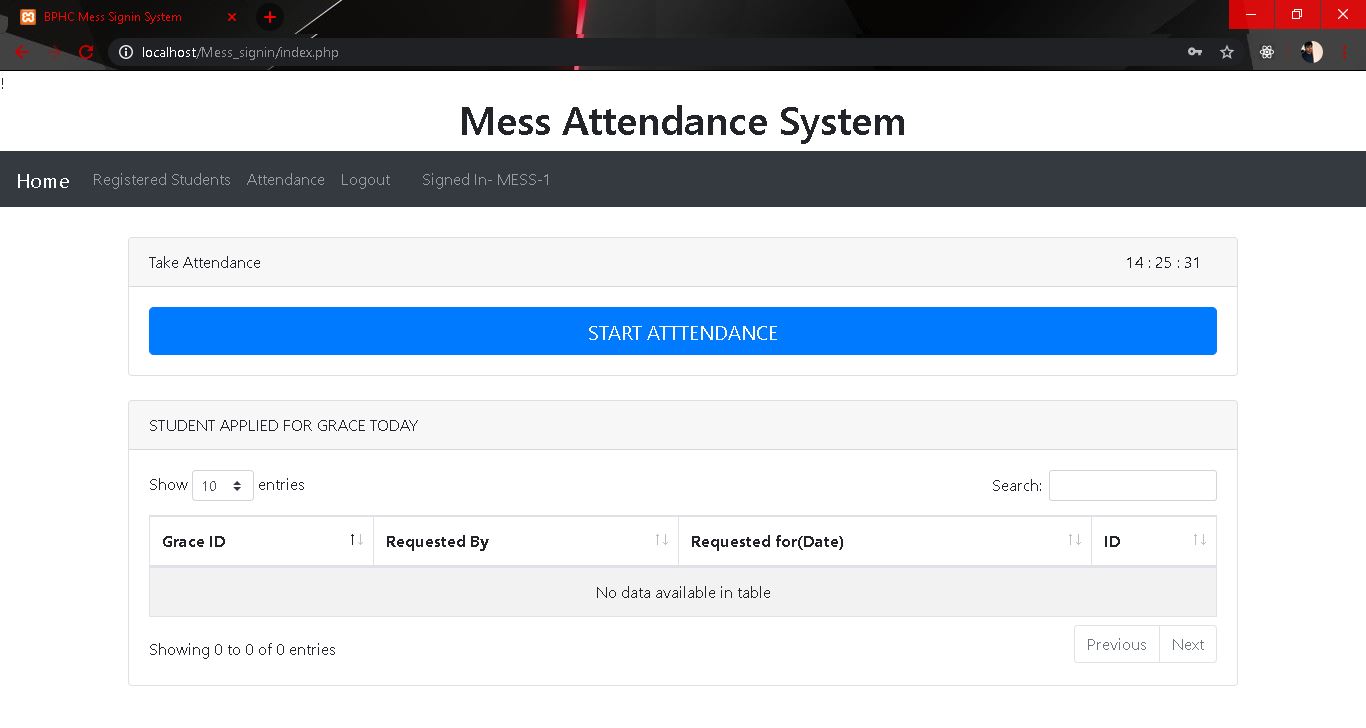 BPHC Mess Signin System
localhost/Mess_signin/index.php
!
Mess Attendance System
Home Registered Students Attendance Logout Signed In- MESS-1
Take Attendance 14 : 25 : 31
START ATTTENDANCE
STUDENT APPLIED FOR GRACE TODAY
Show 10 entries Search:
Grace ID Requested By Requested for(Date) ID
No data available in table
Showing 0 to 0 of 0 entries Previous Next